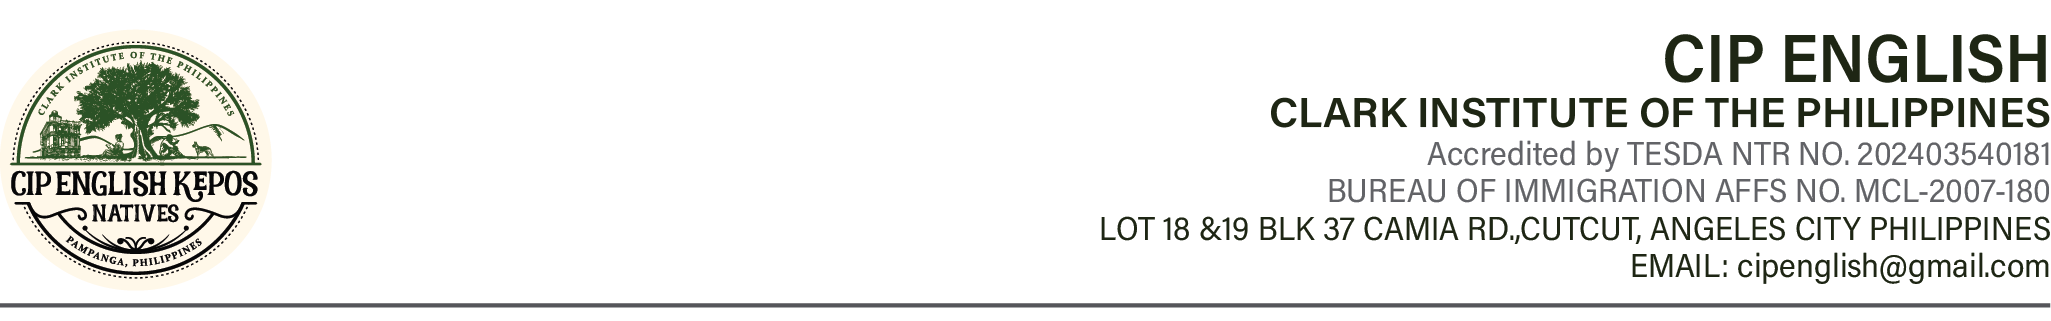 CLARK INSTITUTE OF THE PHILIPPINES
CIP ENGLISH KEPOS
NATIVES
PAMPANGA, PHILIPPINES
CIP ENGLISH
CLARK INSTITUTE OF THE PHILIPPINES
Accredited by TESDA NTR NO. 202403540181
BUREAU OF IMMIGRATION AFFS NO. MCL-2007-180
LOT 18 &19 BLK 37 CAMIA RD.,CUTCUT, ANGELES CITY PHILIPPINES
EMAIL: cipenglish@gmail.com